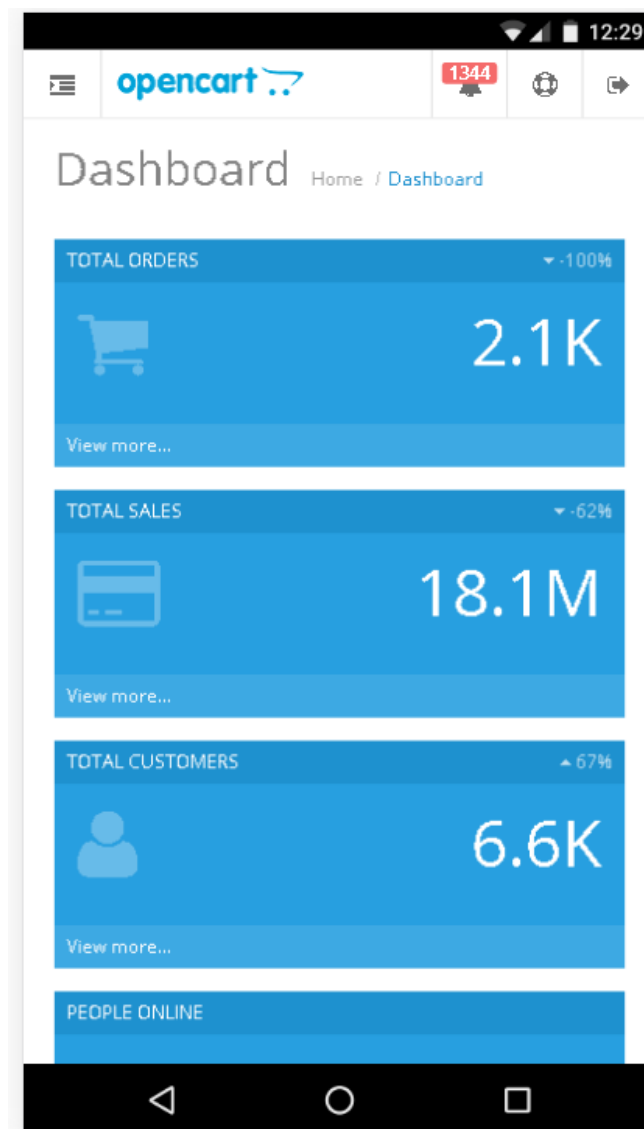 12:29
opencart
1344
Dashboard Home / Dashboard
TOTAL ORDERS -100%
2.1K
View more...
TOTAL SALES -62%
18.1M
View more...
TOTAL CUSTOMERS 67%
6.6K
View more...
PEOPLE ONLINE